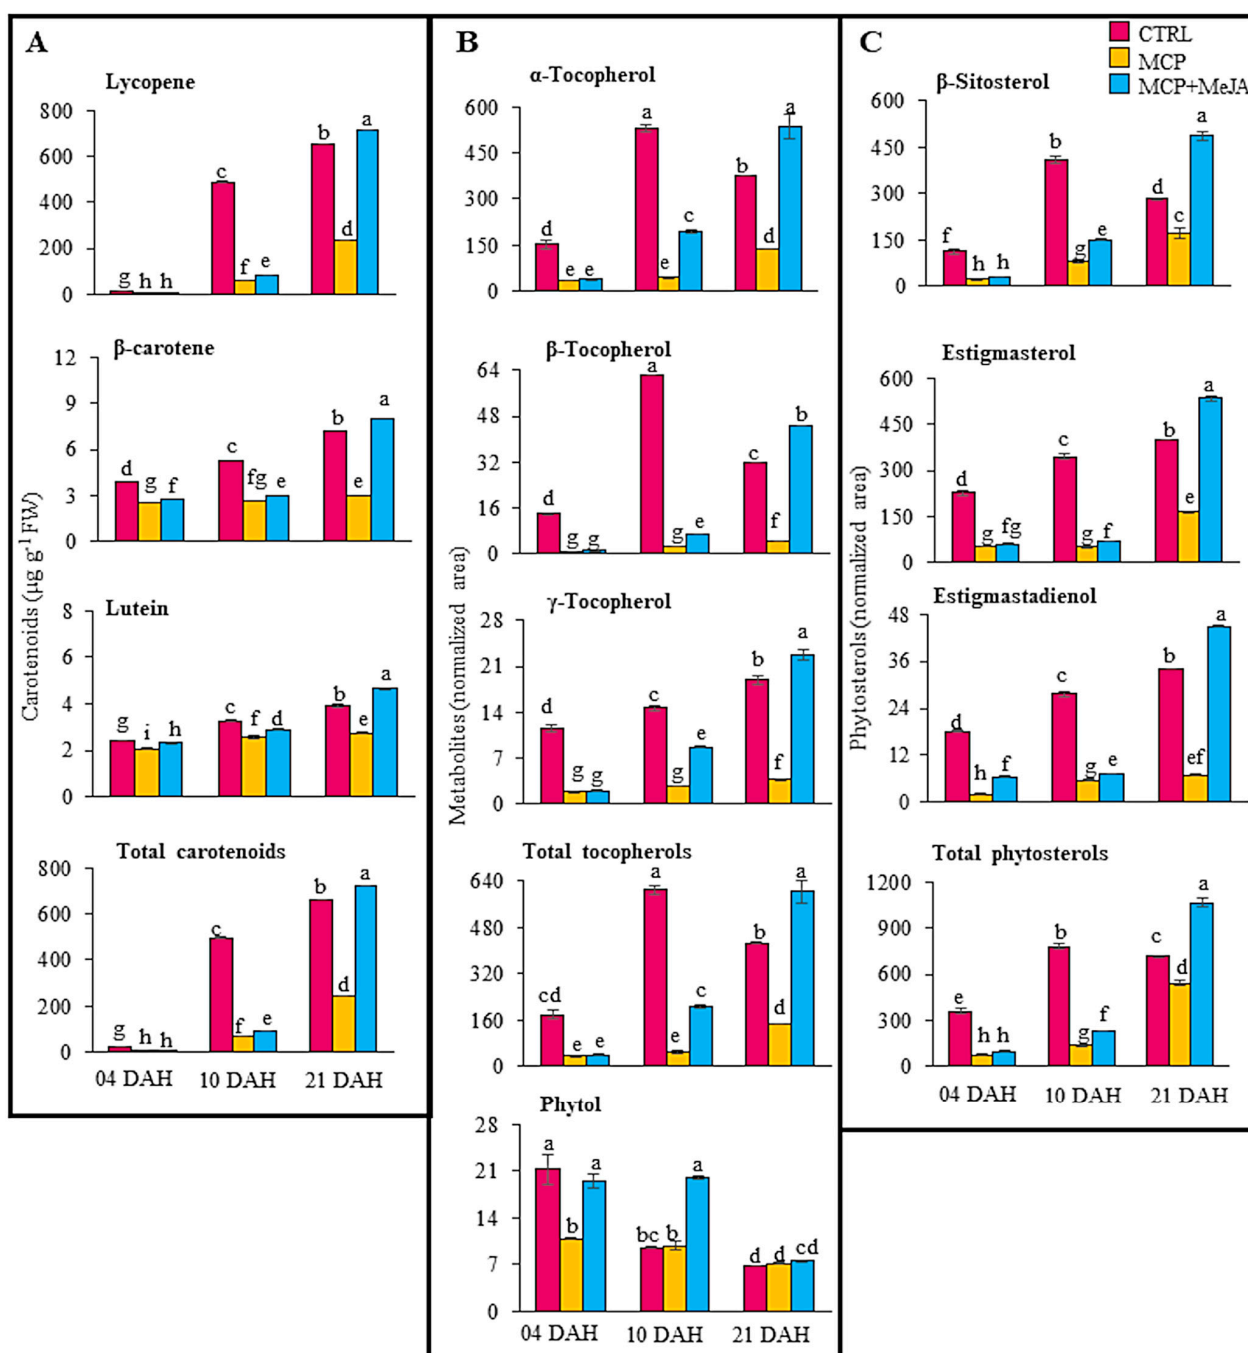 A
Lycopene
800
600
400
200
0
g h h
c
f e
b
d
a
β-carotene
12
9
6
3
0
d g f
c
fg e
b
e
a
Lutein
8
6
4
2
0
g i h
c f d
b
e
a
Total carotenoids
800
600
400
200
0
g h h
c
f e
b
d
a
04 DAH 10 DAH 21 DAH
Carotenoids (µg g-1 FW)
B
α-Tocopherol
600
450
300
150
0
d
e e
a
e
c
b
d
a
β-Tocopherol
64
48
32
16
0
d
g g
a
g e
c
f
b
γ-Tocopherol
28
21
14
7
0
d
g g
c
g
e
b
f
a
Total tocopherols
640
480
320
160
0
cd
e e
a
e
c
b
d
a
Phytol
28
21
14
7
0
a
b
a
bc b
a
d d cd
04 DAH 10 DAH 21 DAH
Metabolites (normalized area)
C
CTRL
MCP
MCP+MeJA
β-Sitosterol
600
450
300
150
0
f
h h
b
g
e
d
c
a
Estigmasterol
600
450
300
150
0
d
g fg
c
g f
b
e
a
Estigmastadienol
48
36
24
12
0
d
h
f
c
g e
b
ef
a
Total phytosterols
1200
900
600
300
0
e
h h
b
g
f
c
d
a
04 DAH 10 DAH 21 DAH
Phytosterols (normalized area)